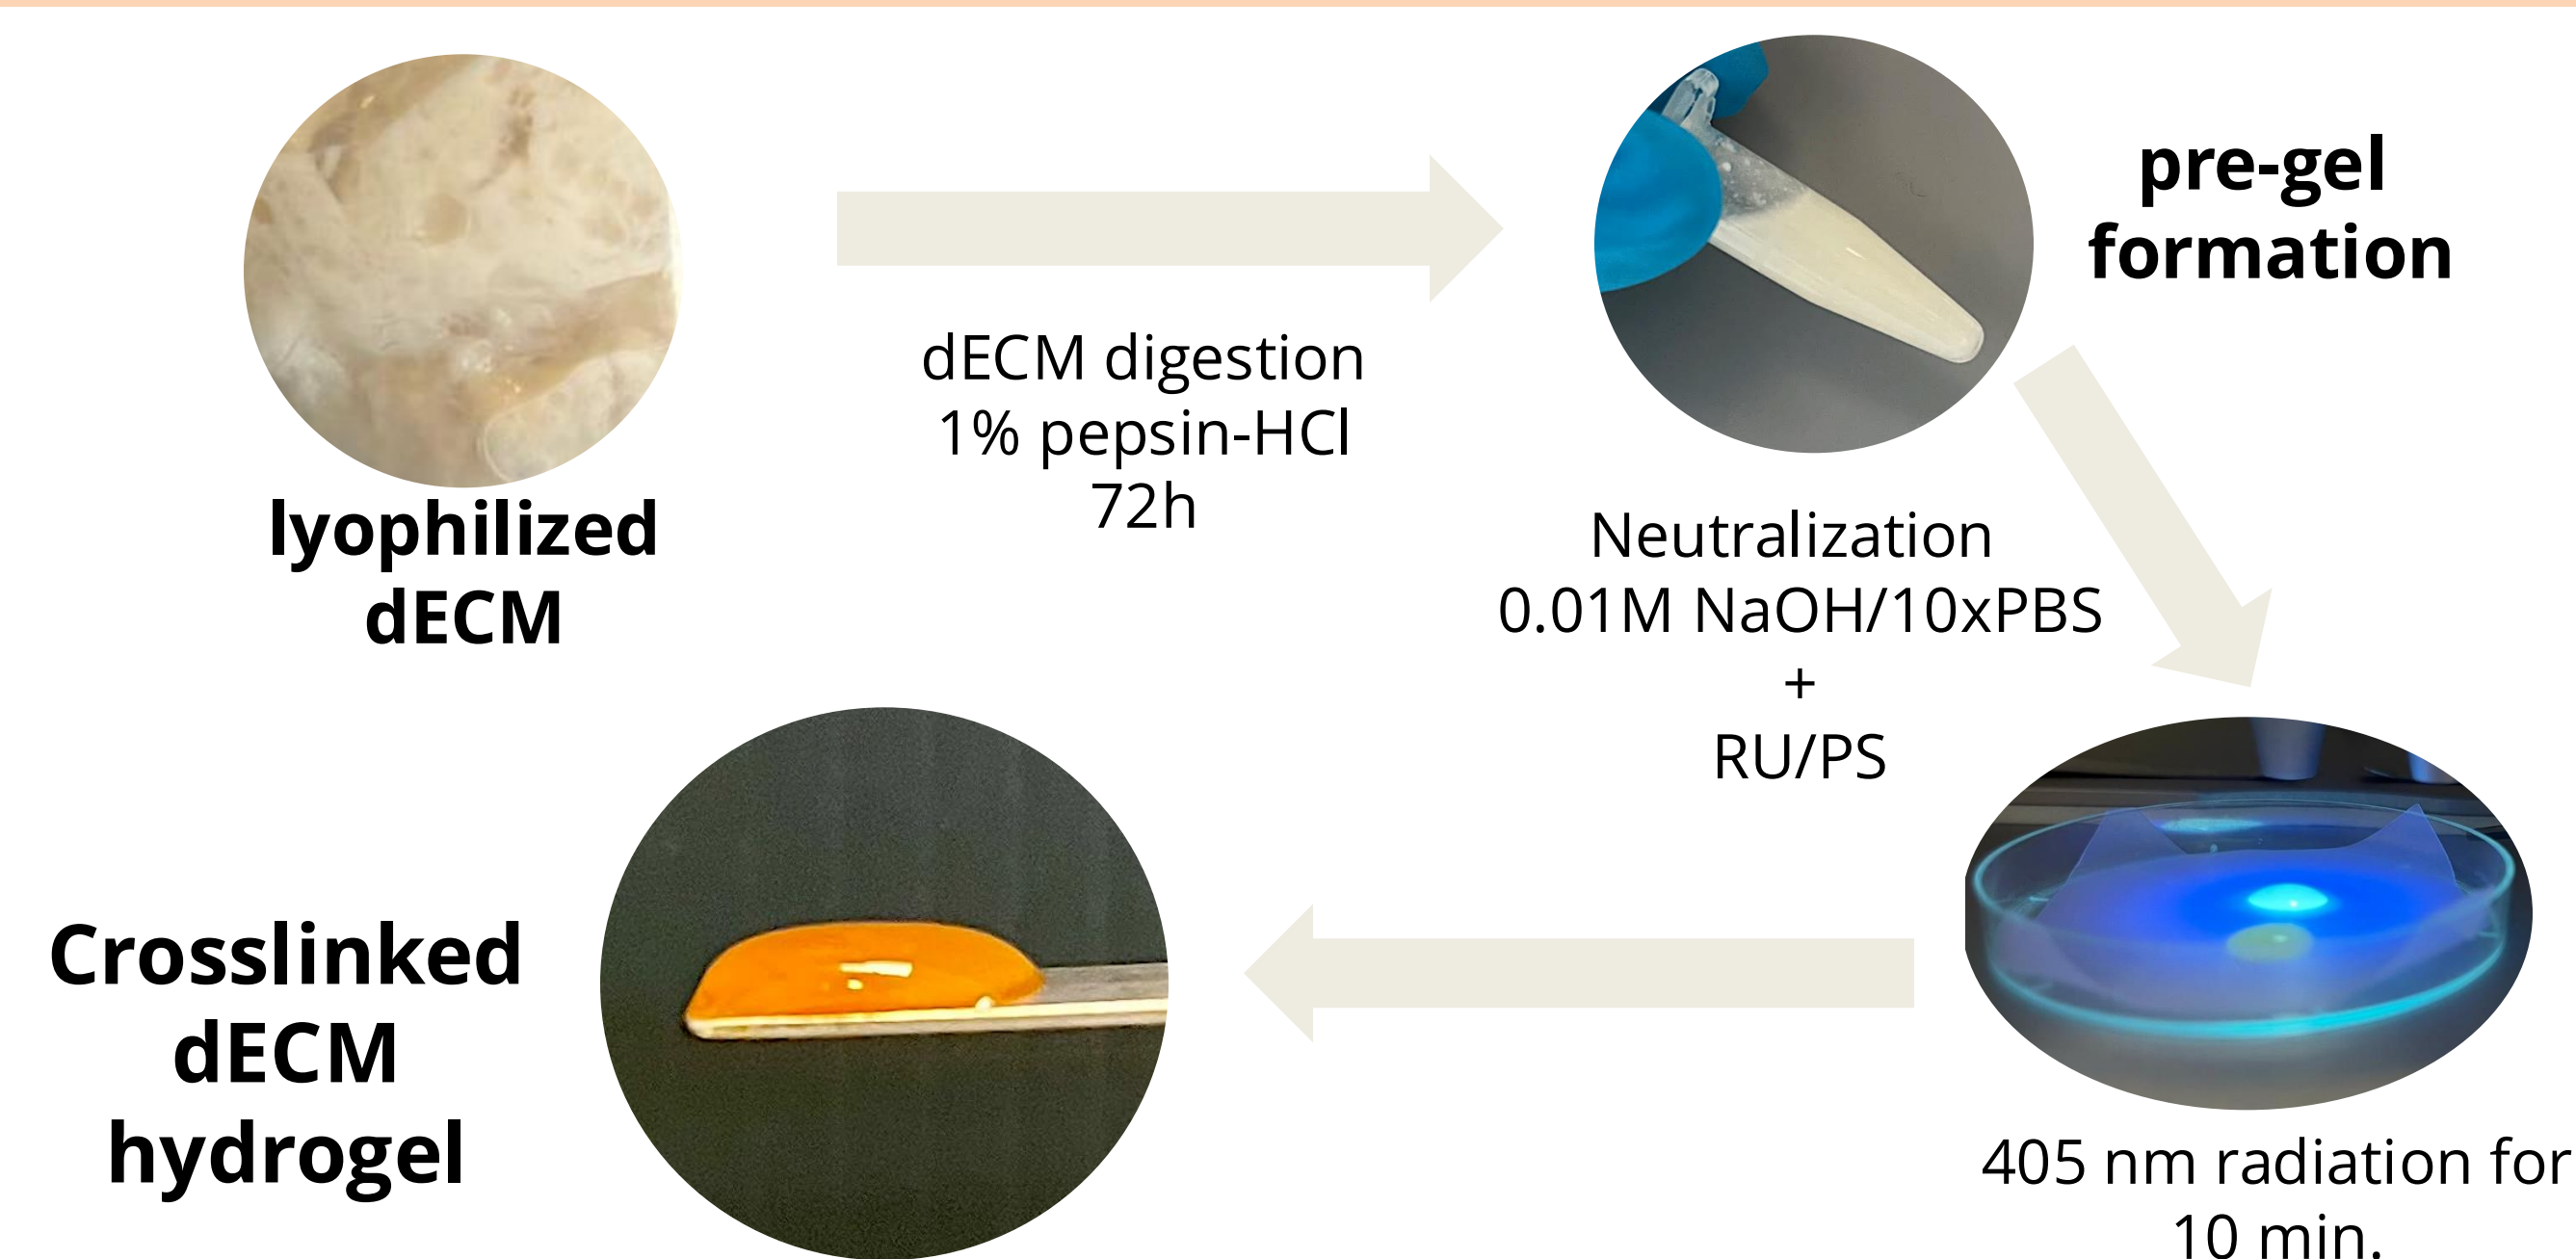 lyophilized
dECM
dECM digestion
1% pepsin-HCl
72h
pre-gel
formation
Neutralization
0.01M NaOH/10xPBS
+
RU/PS
405 nm radiation for
10 min.
Crosslinked
dECM
hydrogel